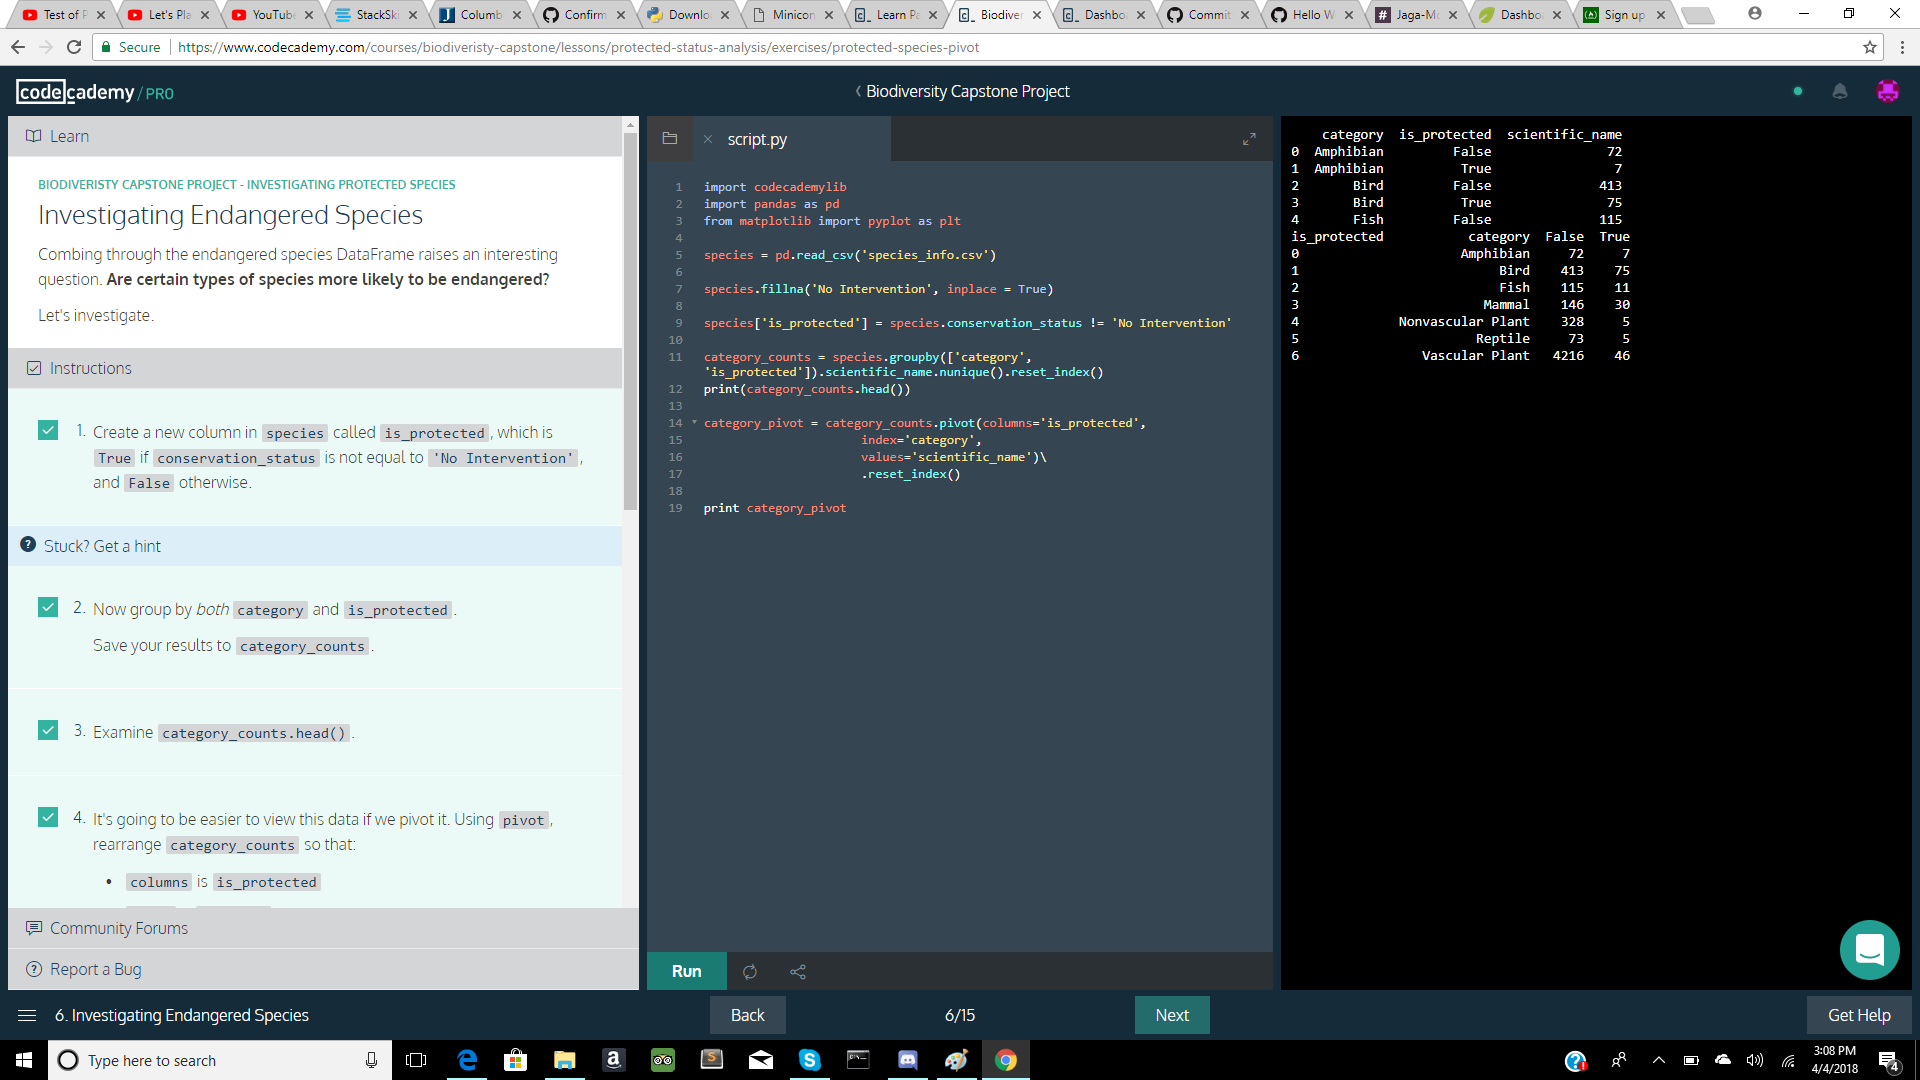 Test of P
Let's Pla
YouTube
StackSki
Columb
Confirm
Downlo
Minicon
Learn Pa
Biodiver
Dashbo
Commit
Hello W
Jaga-Mo
Dashbo
Sign up
Secure
https://www.codecademy.com/courses/biodiveristy-capstone/lessons/protected-status-analysis/exercises/protected-species-pivot
codecademy / PRO
Biodiversity Capstone Project
Learn
BIODIVERISTY CAPSTONE PROJECT - INVESTIGATING PROTECTED SPECIES
Investigating Endangered Species
Combing through the endangered species DataFrame raises an interesting
question. Are certain types of species more likely to be endangered?
Let's investigate.
Instructions
1. Create a new column in species called is_protected, which is
True if conservation_status is not equal to 'No Intervention',
and False otherwise.
Stuck? Get a hint
2. Now group by both category and is_protected.
Save your results to category_counts.
3. Examine category_counts.head().
4. It's going to be easier to view this data if we pivot it. Using pivot,
rearrange category_counts so that:
• columns is is_protected
Community Forums
Report a Bug
script.py
1 import codecademylib
2 import pandas as pd
3 from matplotlib import pyplot as plt
4
5 species = pd.read_csv('species_info.csv')
6
7 species.fillna('No Intervention', inplace = True)
8
9 species['is_protected'] = species.conservation_status != 'No Intervention'
10
11 category_counts = species.groupby(['category',
'is_protected']).scientific_name.nunique().reset_index()
12 print(category_counts.head())
13
14 category_pivot = category_counts.pivot(columns='is_protected',
15 index='category',
16 values='scientific_name')\
17 .reset_index()
18
19 print category_pivot
category is_protected scientific_name
0 Amphibian False 72
1 Amphibian True 7
2 Bird False 413
3 Bird True 75
4 Fish False 115
is_protected category False True
0 Amphibian 72 7
1 Bird 413 75
2 Fish 115 11
3 Mammal 146 30
4 Nonvascular Plant 328 5
5 Reptile 73 5
6 Vascular Plant 4216 46
Run
6. Investigating Endangered Species
Back
6/15
Next
Get Help
Type here to search
3:08 PM
4/4/2018
4